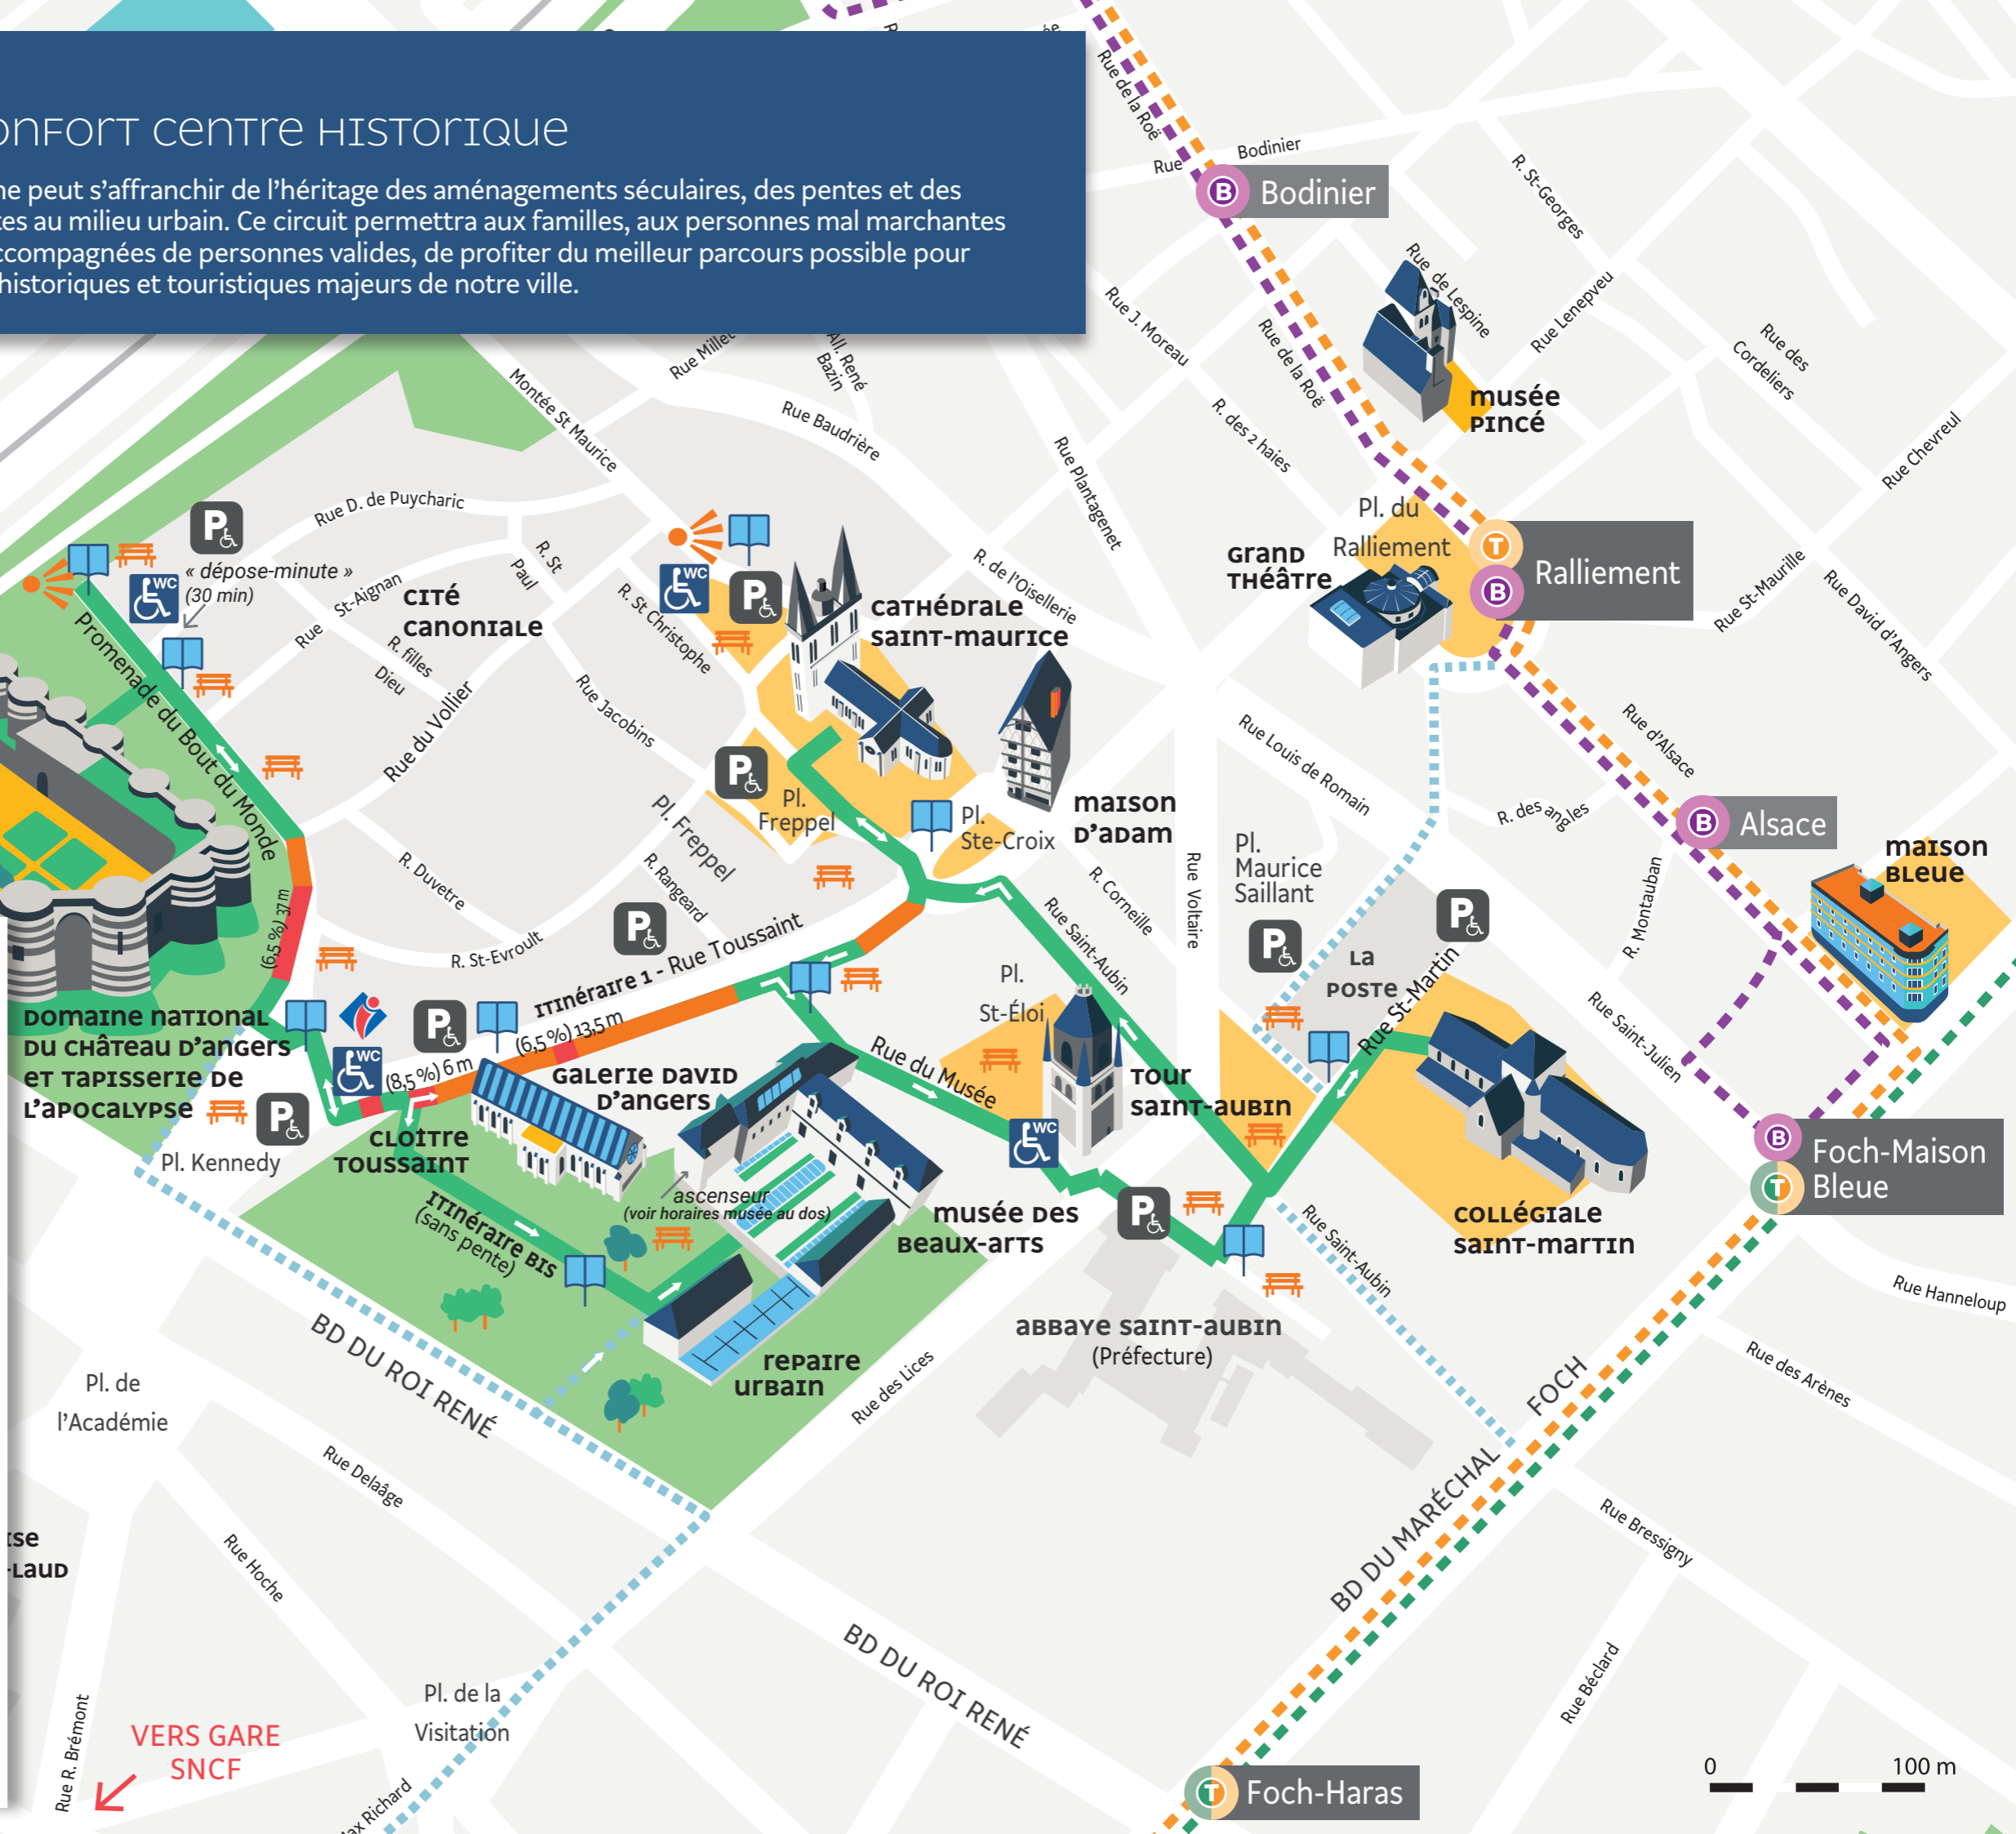 onfort centre historique
ne peut s’affranchir de l’héritage des aménagements séculaires, des pentes et des
tes au milieu urbain. Ce circuit permettra aux familles, aux personnes mal marchantes
ccompagnées de personnes valides, de profiter du meilleur parcours possible pour
historiques et touristiques majeurs de notre ville.
Rue de la Roë
Rue
Bodinier
B
Bodinier
R. St-Georges
Rue de Lespine
Rue Lenepveu
Rue J. Moreau
Rue de la Roë
musée
Pincé
Rue des
Cordeliers
Rue Chevreul
Rue Millet
All. René
Bazin
Montée St Maurice
Rue Baudrière
R. des 2 haies
Rue Plantagenet
Pl. du
Ralliement
Grand
Théâtre
T
B
Ralliement
Rue St-Maurille
Rue David d’Angers
Rue D. de Puycharic
P
« dépose-minute »
(30 min)
WC
Rue St-Aignan
Cité
canoniale
R. St
Paul
R. filles
Dieu
Rue du Vollier
R. St Christophe
Rue Jacobins
WC
P
cathédrale
saint-maurice
R. de l’Oisellerie
Promenade du Bout du Monde
P
Pl.
Freppel
Pl. Freppel
Pl.
Ste-Croix
maison
d’Adam
Rue Louis de Romain
Rue d’Alsace
R. des angles
B
Alsace
maison
bleue
R. Montauban
Pl.
Maurice
Saillant
P
La
Poste
P
Rue St-Martin
Rue Voltaire
R. Corneille
Rue Saint-Aubin
R. Duvetre
R. Rangeard
R. St-Evroult
P
Itinéraire 1 - Rue Toussaint
(6,5 %) 37 m
(6,5 %) 13,5 m
(8,5 %) 6 m
Domaine national
du château d’Angers
et tapisserie de
l’Apocalypse
P
Pl. Kennedy
WC
P
Cloître
Toussaint
Galerie David
d’Angers
Rue du Musée
Pl.
St-Éloi
Tour
Saint-Aubin
WC
Rue Saint-Julien
B
T
Foch-Maison
Bleue
Itinéraire bis
(sans pente)
ascenseur
(voir horaires musée au dos)
musée des
Beaux-Arts
P
Rue Saint-Aubin
Collégiale
Saint-Martin
Rue Hanneloup
Abbaye Saint-Aubin
(Préfecture)
Repaire
urbain
Rue des Lices
Rue des Arènes
BD DU ROI RENÉ
Pl. de
l’Académie
Rue Delaâge
Rue Hoche
BD DU MARÉCHAL FOCH
Rue Bressigny
Rue Béclard
ise
-Laud
Rue R. Brémont
VERS GARE
SNCF
Pl. de la
Visitation
ax Richard
BD DU ROI RENÉ
T
Foch-Haras
0 100 m